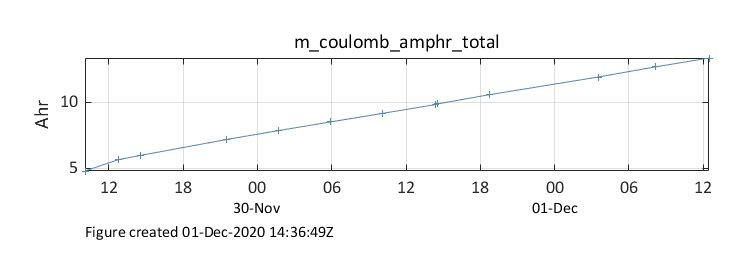 m_coulomb_amphr_total
Ahr
10
5
12 18 00 06 12 18 00 06 12
30-Nov 01-Dec
Figure created 01-Dec-2020 14:36:49Z